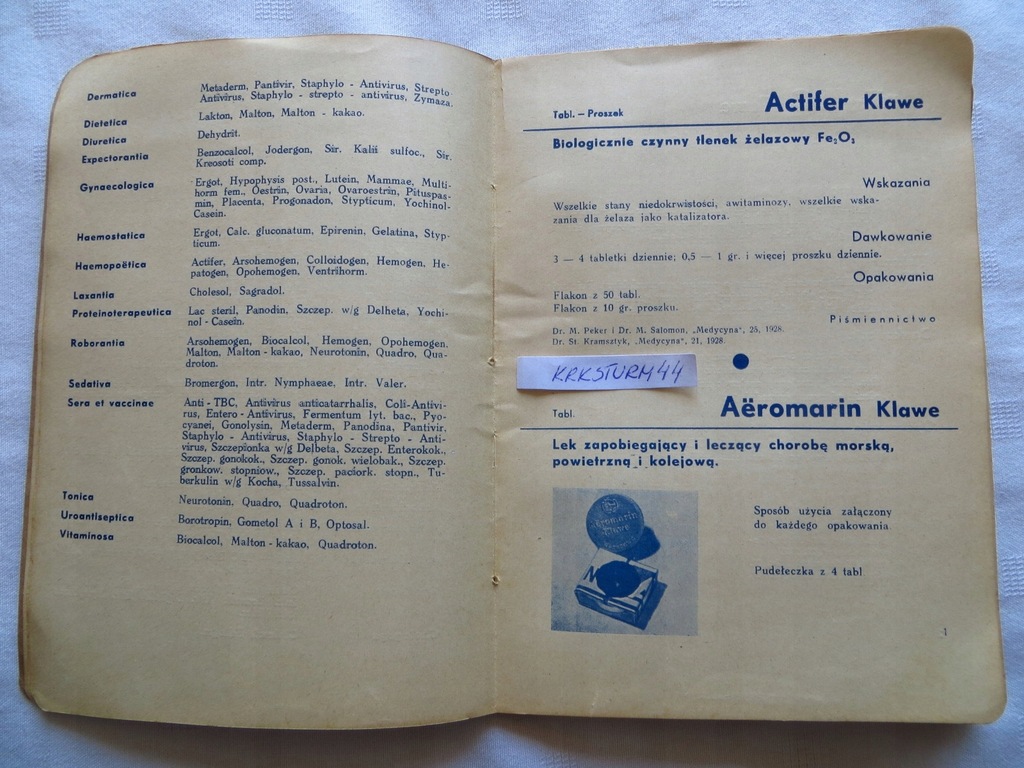 Dermatica Metaderm, Pantivir, Staphylo - Antivirus, Strepto
Antivirus, Staphylo - strepto - antivirus, Zymaza.
Dietetica Lakton, Malton, Malton - kakao.
Diuretica Dehydrit.
Expectorantia Benzocalcol, Jodergon, Sir. Kalii sulfoc., Sir.
Kreosoti comp.
Gynaecologica Ergot, Hypophysis post., Lutein, Mammae, Multi-
horm fem., Oestrin, Ovaria, Ovaroestrin, Pituspas-
min, Placenta, Progonadon, Stypticum, Yochinol-
Casein.
Haemostatica Ergot, Calc. gluconatum, Epirenin, Gelatina, Styp-
ticum.
Haemopoëtica Actifer, Arsohemogen, Colloidogen, Hemogen, He-
patogen, Opohemogen, Ventrihorm.
Laxantia Cholesol, Sagradol.
Proteinoterapeutica Lac steril, Panodin, Szczep. w/g Delbeta, Yochi-
nol - Casein.
Roborantia Arsohemogen, Biocalcol, Hemogen, Opohemogen,
Malton, Malton - kakao, Neurotonin, Quadro, Qua-
droton.
Sedativa Bromergon, Intr. Nymphaeae, Intr. Valer.
Sera et vaccinae Anti - TBC, Antivirus anticatarrhalis, Coli-Antivi-
rus, Entero - Antivirus, Fermentum lyt. bac., Pyo-
cyanei, Gonolysin, Metaderm, Panodina, Pantivir,
Staphylo - Antivirus, Staphylo - Strepto - Anti-
virus, Szczepionka w/g Delbeta, Szczep. Enterokok.,
Szczep. gonokok., Szczep. gonok. wielobak., Szczep.
gronkow. stopniow., Szczep. paciork. stopn., Tu-
berkulin w/g Kocha, Tussalvin.
Tonica Neurotonin, Quadro, Quadroton.
Uroantiseptica Borotropin, Gometol A i B, Optosal.
Vitaminosa Biocalcol, Malton - kakao, Quadroton.
Tabl. – Proszek Actifer Klawe
Biologicznie czynny tlenek żelazowy Fe₂O₃
Wskazania
Wszelkie stany niedokrwistości, awitaminozy, wszelkie wska-
zania dla żelaza jako katalizatora.
Dawkowanie
3 — 4 tabletki dziennie; 0,5 — 1 gr. i więcej proszku dziennie.
Opakowania
Flakon z 50 tabl.
Flakon z 10 gr. proszku.
Piśmiennictwo
Dr. M. Peker i Dr. M. Salomon, „Medycyna", 25, 1928.
Dr. St. Kramsztyk, „Medycyna", 21, 1928.
KRKSTURM44
Tabl. Aëromarin Klawe
Lek zapobiegający i leczący chorobę morską,
powietrzną i kolejową.
Aëromarin
Klawe
Sposób użycia załączony
do każdego opakowania.
Pudełeczka z 4 tabl.
1